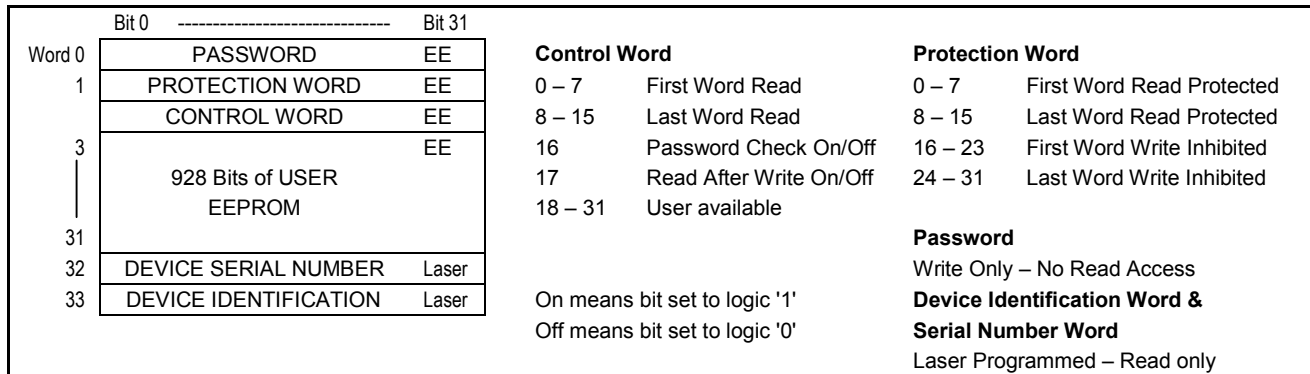 Bit 0 ------------------------------- Bit 31
Word 0 PASSWORD EE
1 PROTECTION WORD EE
CONTROL WORD EE
3 EE
928 Bits of USER
EEPROM
31
32 DEVICE SERIAL NUMBER Laser
33 DEVICE IDENTIFICATION Laser
Control Word
0 – 7 First Word Read
8 – 15 Last Word Read
16 Password Check On/Off
17 Read After Write On/Off
18 – 31 User available
On means bit set to logic '1'
Off means bit set to logic '0'
Protection Word
0 – 7 First Word Read Protected
8 – 15 Last Word Read Protected
16 – 23 First Word Write Inhibited
24 – 31 Last Word Write Inhibited
Password
Write Only – No Read Access
Device Identification Word &
Serial Number Word
Laser Programmed – Read only